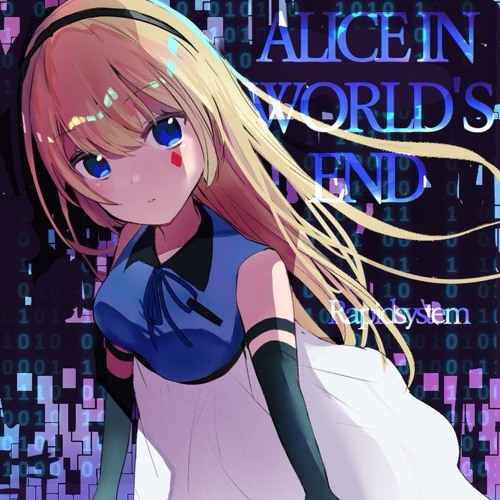 ALICE IN
WORLD'S
END
Rapidsystem